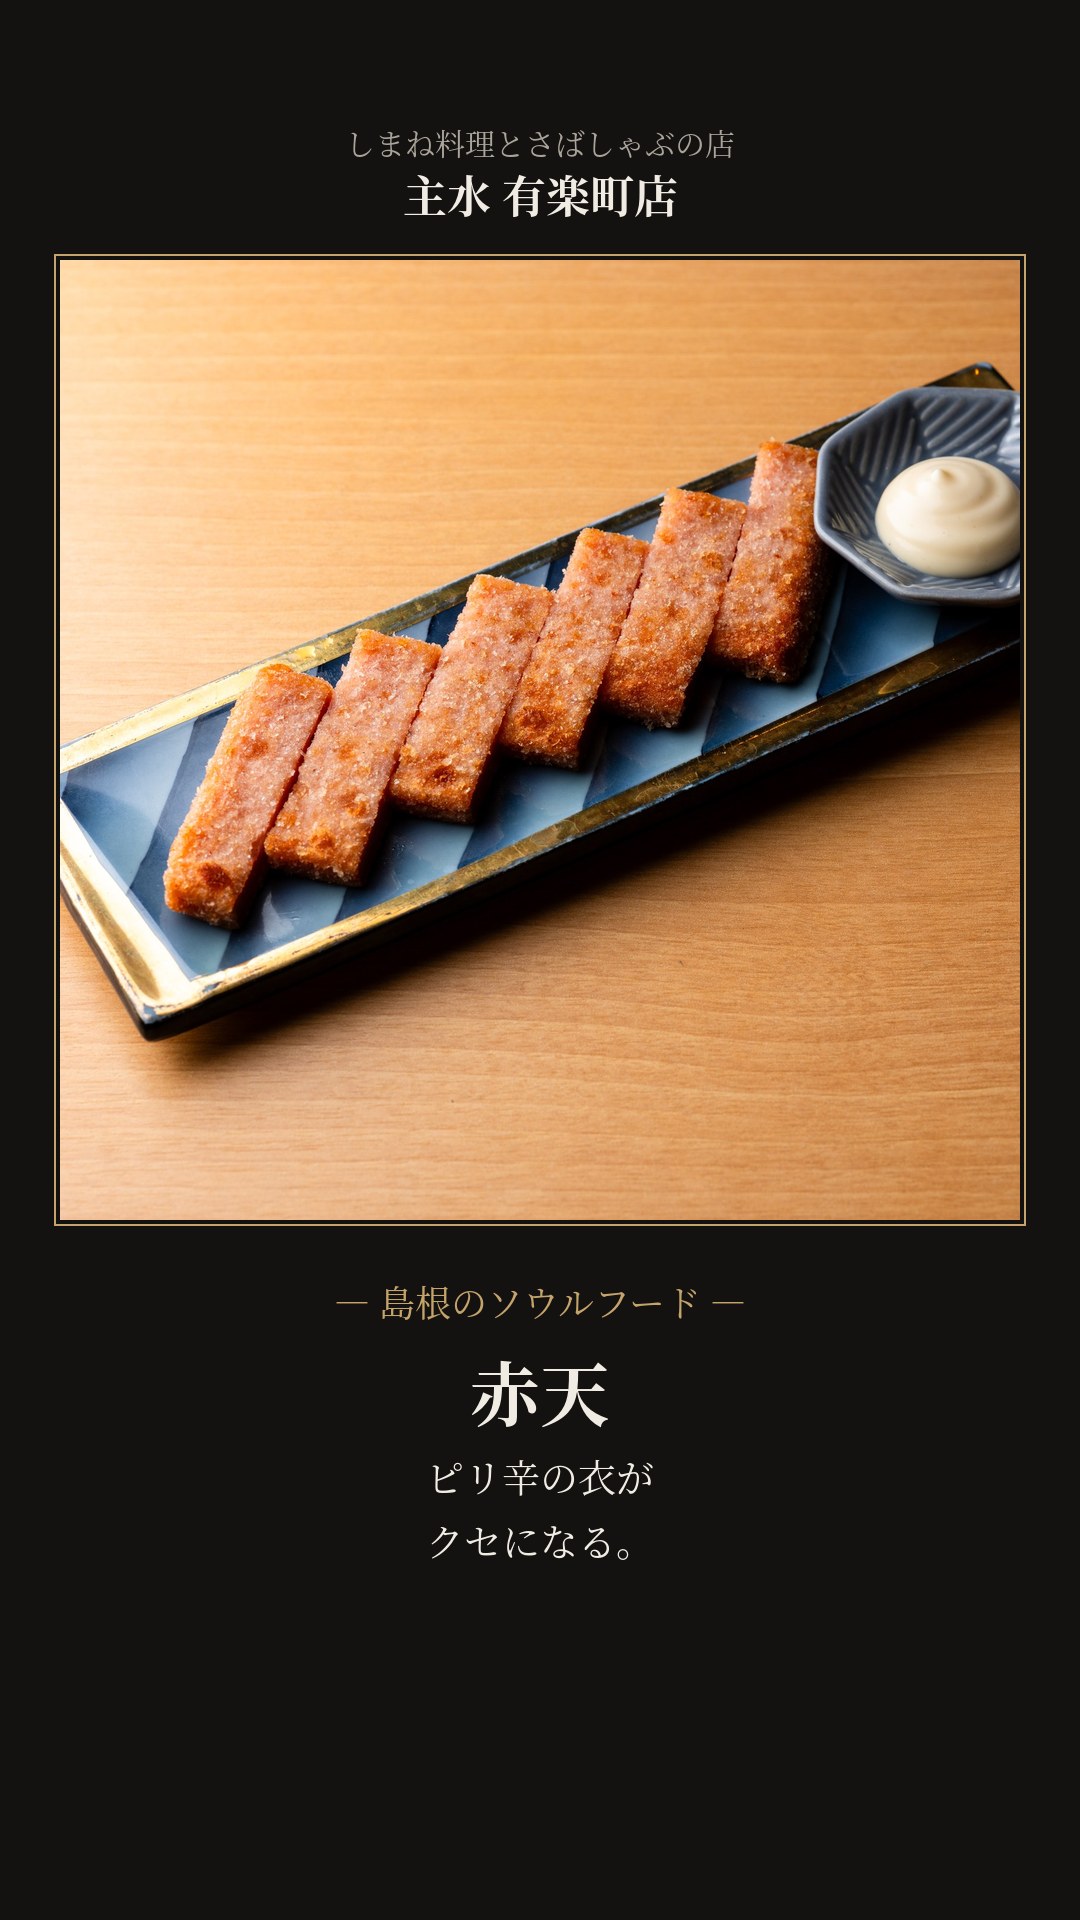 しまね料理とさばしゃぶの店
主水 有楽町店
— 島根のソウルフード —
赤天
ピリ辛の衣が
クセになる。